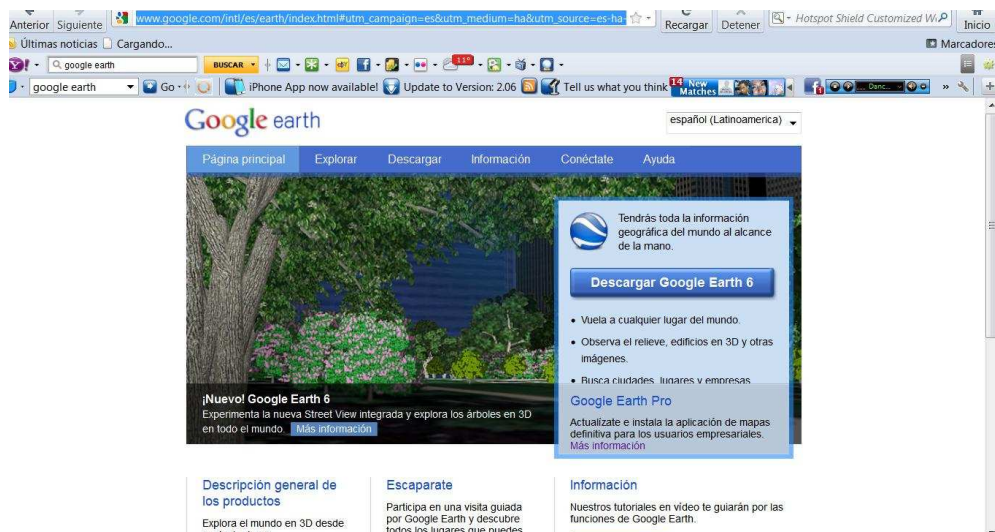 Anterior Siguiente www.google.com/intl/es/earth/index.html#utm_campaign=es&utm_medium=ha&utm_source=es-ha- Recargar Detener Hotspot Shield Customized W Inicio
Últimas noticias Cargando... Marcadores
Y! google earth BUSCAR 11°
google earth Go iPhone App now available! Update to Version: 2.06 Tell us what you think 14 New Matches Danc... »
Google earth español (Latinoamerica)
Página principal Explorar Descargar Información Conéctate Ayuda
Tendrás toda la información
geográfica del mundo al alcance
de la mano.
Descargar Google Earth 6
• Vuela a cualquier lugar del mundo.
• Observa el relieve, edificios en 3D y otras
imágenes.
• Busca ciudades, lugares y empresas
¡Nuevo! Google Earth 6
Experimenta la nueva Street View integrada y explora los árboles en 3D
en todo el mundo. Más información
Google Earth Pro
Actualízate e instala la aplicación de mapas
definitiva para los usuarios empresariales.
Más información
Descripción general de
los productos
Explora el mundo en 3D desde
Escaparate
Participa en una visita guiada
por Google Earth y descubre
todos los lugares que puedes
Información
Nuestros tutoriales en vídeo te guiarán por las
funciones de Google Earth.